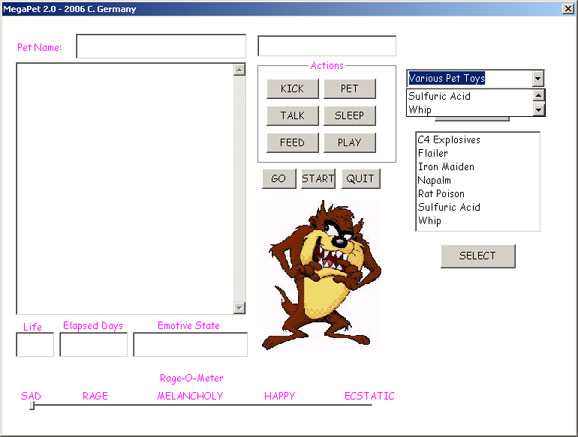 MegaPet 2.0 - 2006 C. Germany
Pet Name:
Actions
KICK PET
TALK SLEEP
FEED PLAY
GO START QUIT
Various Pet Toys
Sulfuric Acid
Whip
C4 Explosives
Flailer
Iron Maiden
Napalm
Rat Poison
Sulfuric Acid
Whip
SELECT
Life Elapsed Days Emotive State
Rage-O-Meter
SAD RAGE MELANCHOLY HAPPY ECSTATIC